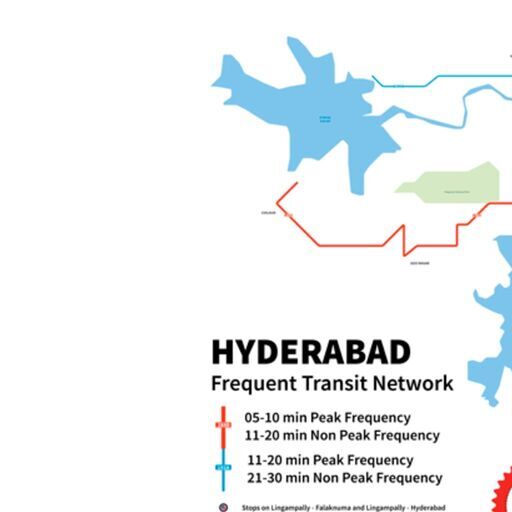 HYDERABAD
Frequent Transit Network
05-10 min Peak Frequency
11-20 min Non Peak Frequency
11-20 min Peak Frequency
21-30 min Non Peak Frequency
Stops on Lingampally - Falaknuma and Lingampally - Hyderabad